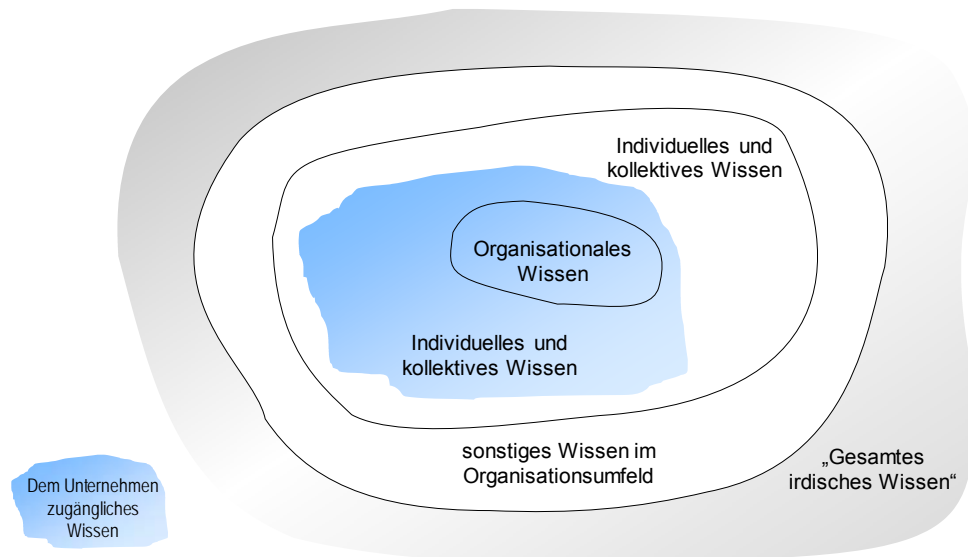 Individuelles und
kollektives Wissen
Organisationales
Wissen
Individuelles und
kollektives Wissen
sonstiges Wissen im
Organisationsumfeld
„Gesamtes
irdisches Wissen“
Dem Unternehmen
zugängliches
Wissen